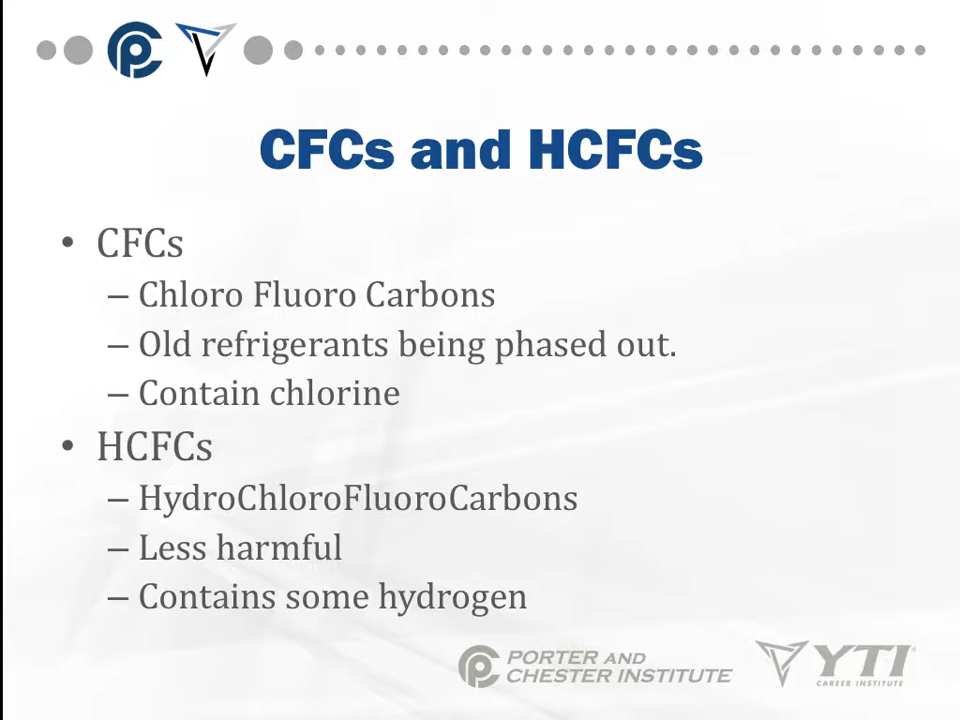 CFCs and HCFCs
• CFCs
– Chloro Fluoro Carbons
– Old refrigerants being phased out.
– Contain chlorine
• HCFCs
– HydroChloroFluoroCarbons
– Less harmful
– Contains some hydrogen
PORTER AND
CHESTER INSTITUTE
YTI
CAREER INSTITUTE